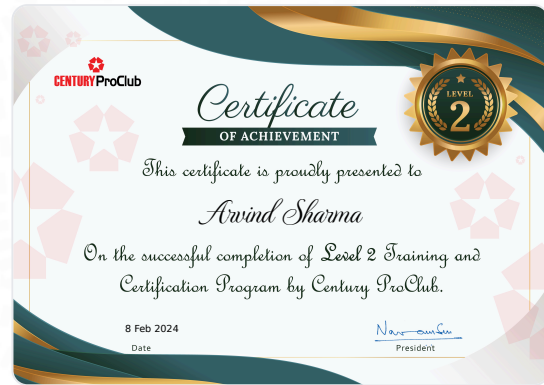 CENTURY ProClub
Certificate
OF ACHIEVEMENT
LEVEL
2
This certificate is proudly presented to
Arvind Sharma
On the successful completion of Level 2 Training and
Certification Program by Century ProClub.
8 Feb 2024
Date
President